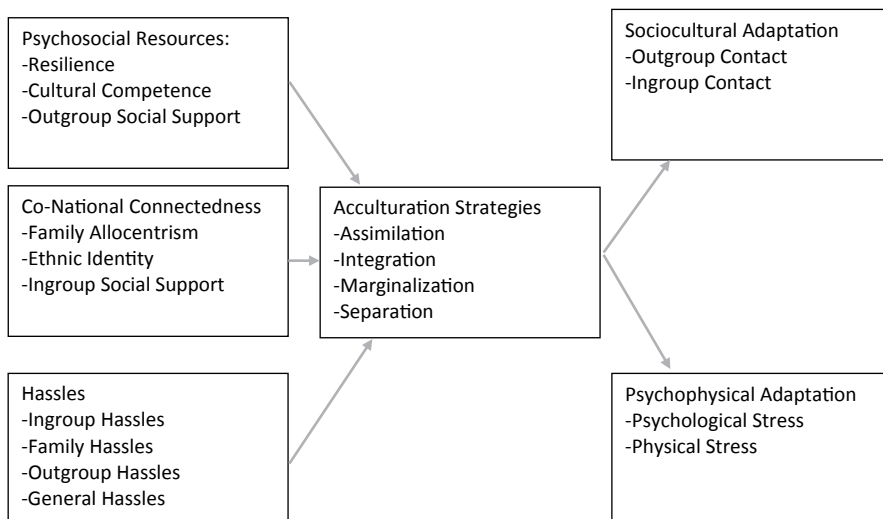 Psychosocial Resources:
-Resilience
-Cultural Competence
-Outgroup Social Support
Co-National Connectedness
-Family Allocentrism
-Ethnic Identity
-Ingroup Social Support
Hassles
-Ingroup Hassles
-Family Hassles
-Outgroup Hassles
-General Hassles
Acculturation Strategies
-Assimilation
-Integration
-Marginalization
-Separation
Sociocultural Adaptation
-Outgroup Contact
-Ingroup Contact
Psychophysical Adaptation
-Psychological Stress
-Physical Stress